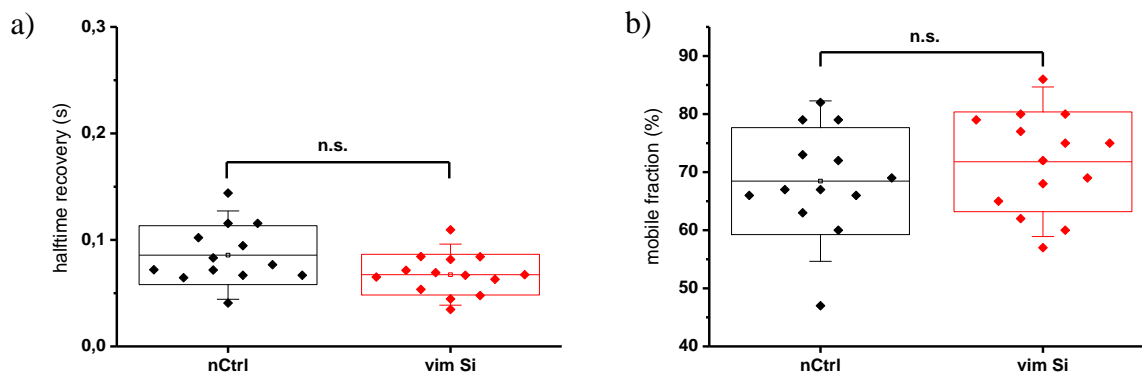 a)
halftime recovery (s)
0,3
0,2
0,1
0,0
n.s.
nCtrl
vim Si
b)
mobile fraction (%)
90
80
70
60
50
40
n.s.
nCtrl
vim Si